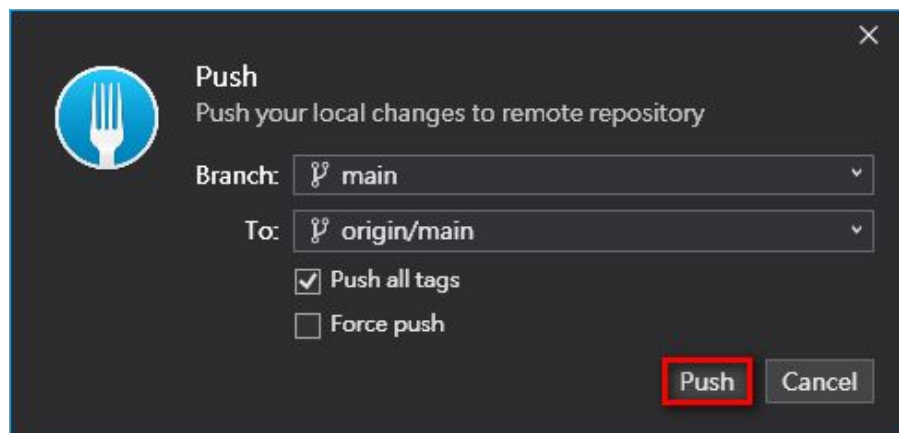 Push
Push your local changes to remote repository
Branch: main
To: origin/main
Push all tags
Force push
Push Cancel